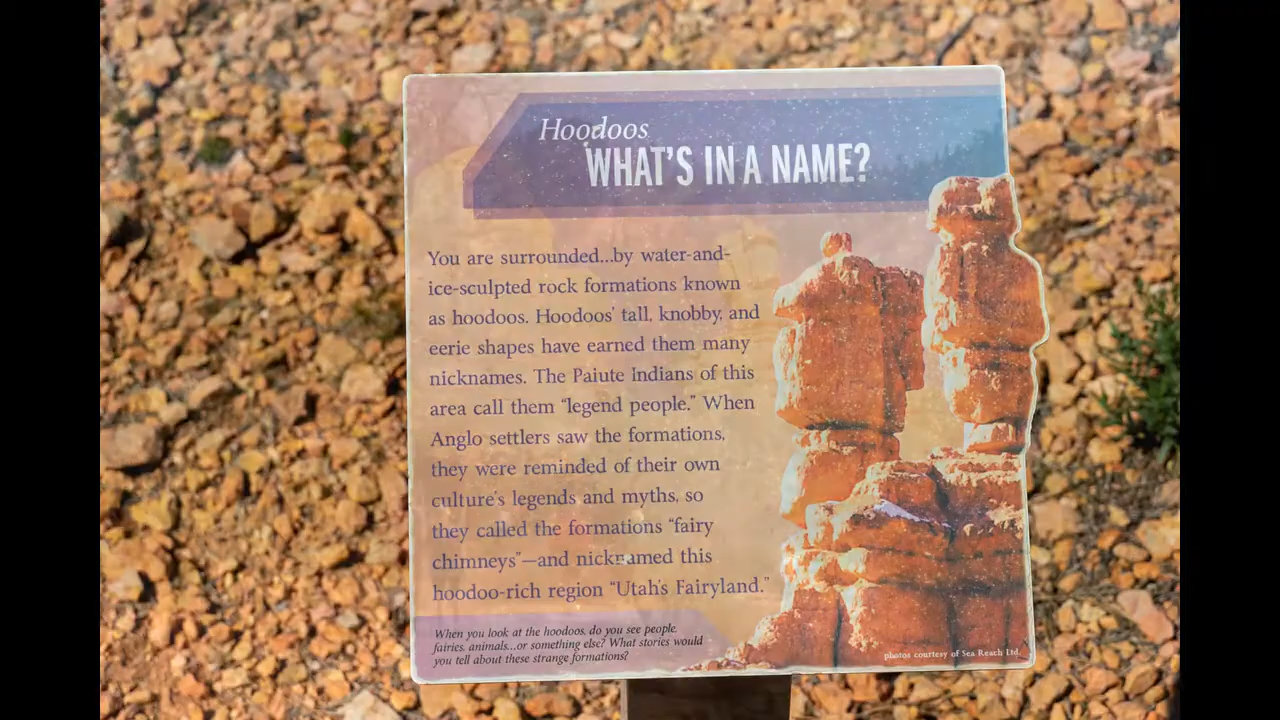 Hoodoos
WHAT'S IN A NAME?
You are surrounded...by water-and-
ice-sculpted rock formations known
as hoodoos. Hoodoos' tall, knobby, and
eerie shapes have earned them many
nicknames. The Paiute Indians of this
area call them “legend people.” When
Anglo settlers saw the formations,
they were reminded of their own
culture's legends and myths, so
they called the formations “fairy
chimneys”—and nicknamed this
hoodoo-rich region “Utah's Fairyland.”
When you look at the hoodoos, do you see people,
fairies, animals...or something else? What stories would
you tell about these strange formations?
photos courtesy of Sea Reach Ltd.